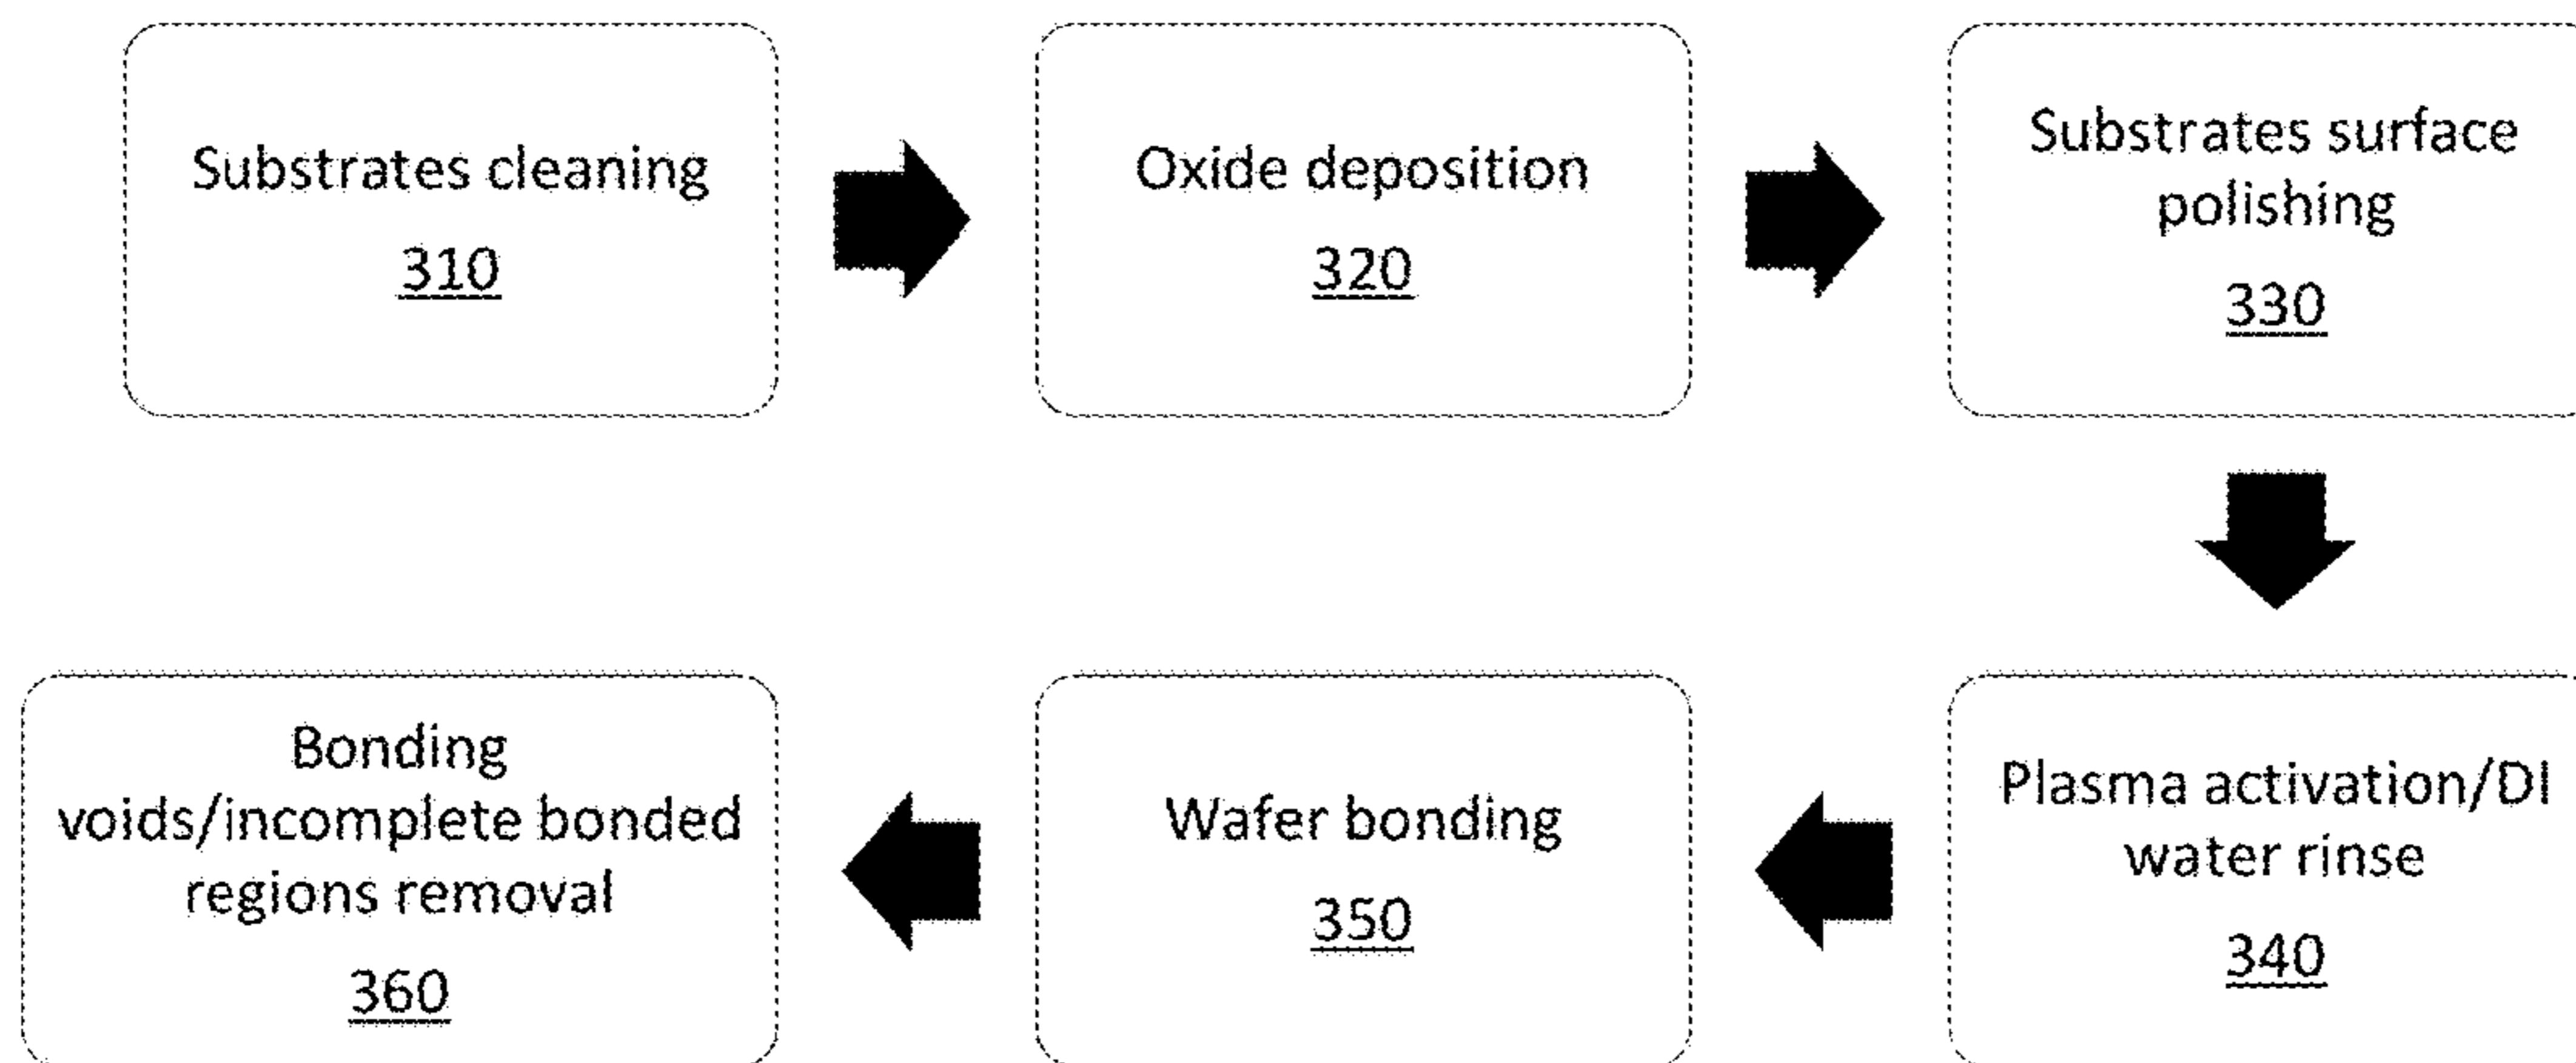 Substrates cleaning
310
Oxide deposition
320
Substrates surface
polishing
330
Plasma activation/DI
water rinse
340
Wafer bonding
350
Bonding
voids/incomplete bonded
regions removal
360